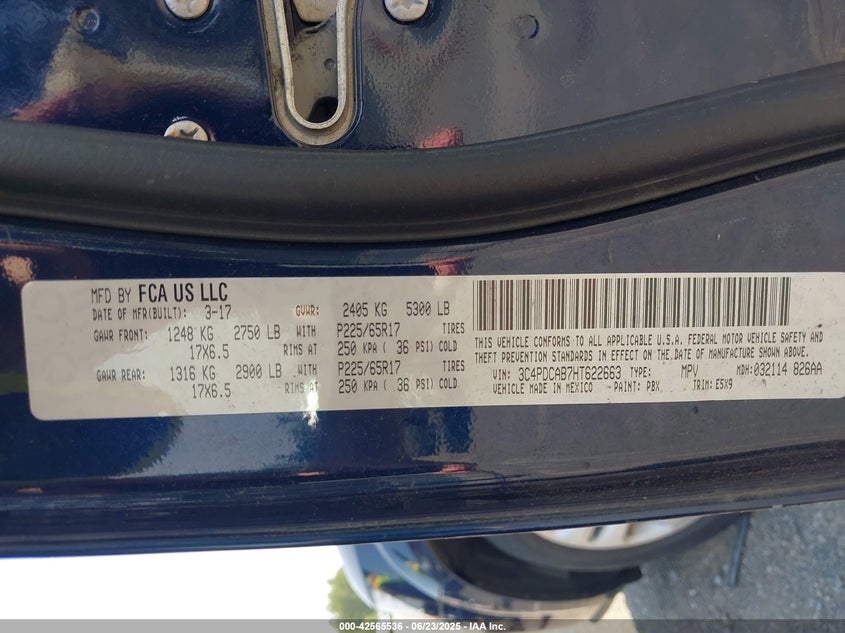 MFD BY FCA US LLC
DATE OF MFR(BUILT): 3-17 GVWR: 2405 KG 5300 LB
GAWR FRONT: 1248 KG 2750 LB WITH P225/65R17 TIRES
17X6.5 RIMS AT 250 KPA ( 36 PSI) COLD
GAWR REAR: 1316 KG 2900 LB WITH P225/65R17 TIRES
17X6.5 RIMS AT 250 KPA ( 36 PSI) COLD
THIS VEHICLE CONFORMS TO ALL APPLICABLE U.S.A. FEDERAL MOTOR VEHICLE SAFETY AND
THEFT PREVENTION STANDARDS IN EFFECT ON THE DATE OF MANUFACTURE SHOWN ABOVE.
VIN: 3C4PDCAB7HT622663 TYPE: MPV MDH:032114 826AA
VEHICLE MADE IN MEXICO PAINT: PBX TRIM: E5X9
000--42565536 - 06/23/2025 - IAA, Inc.